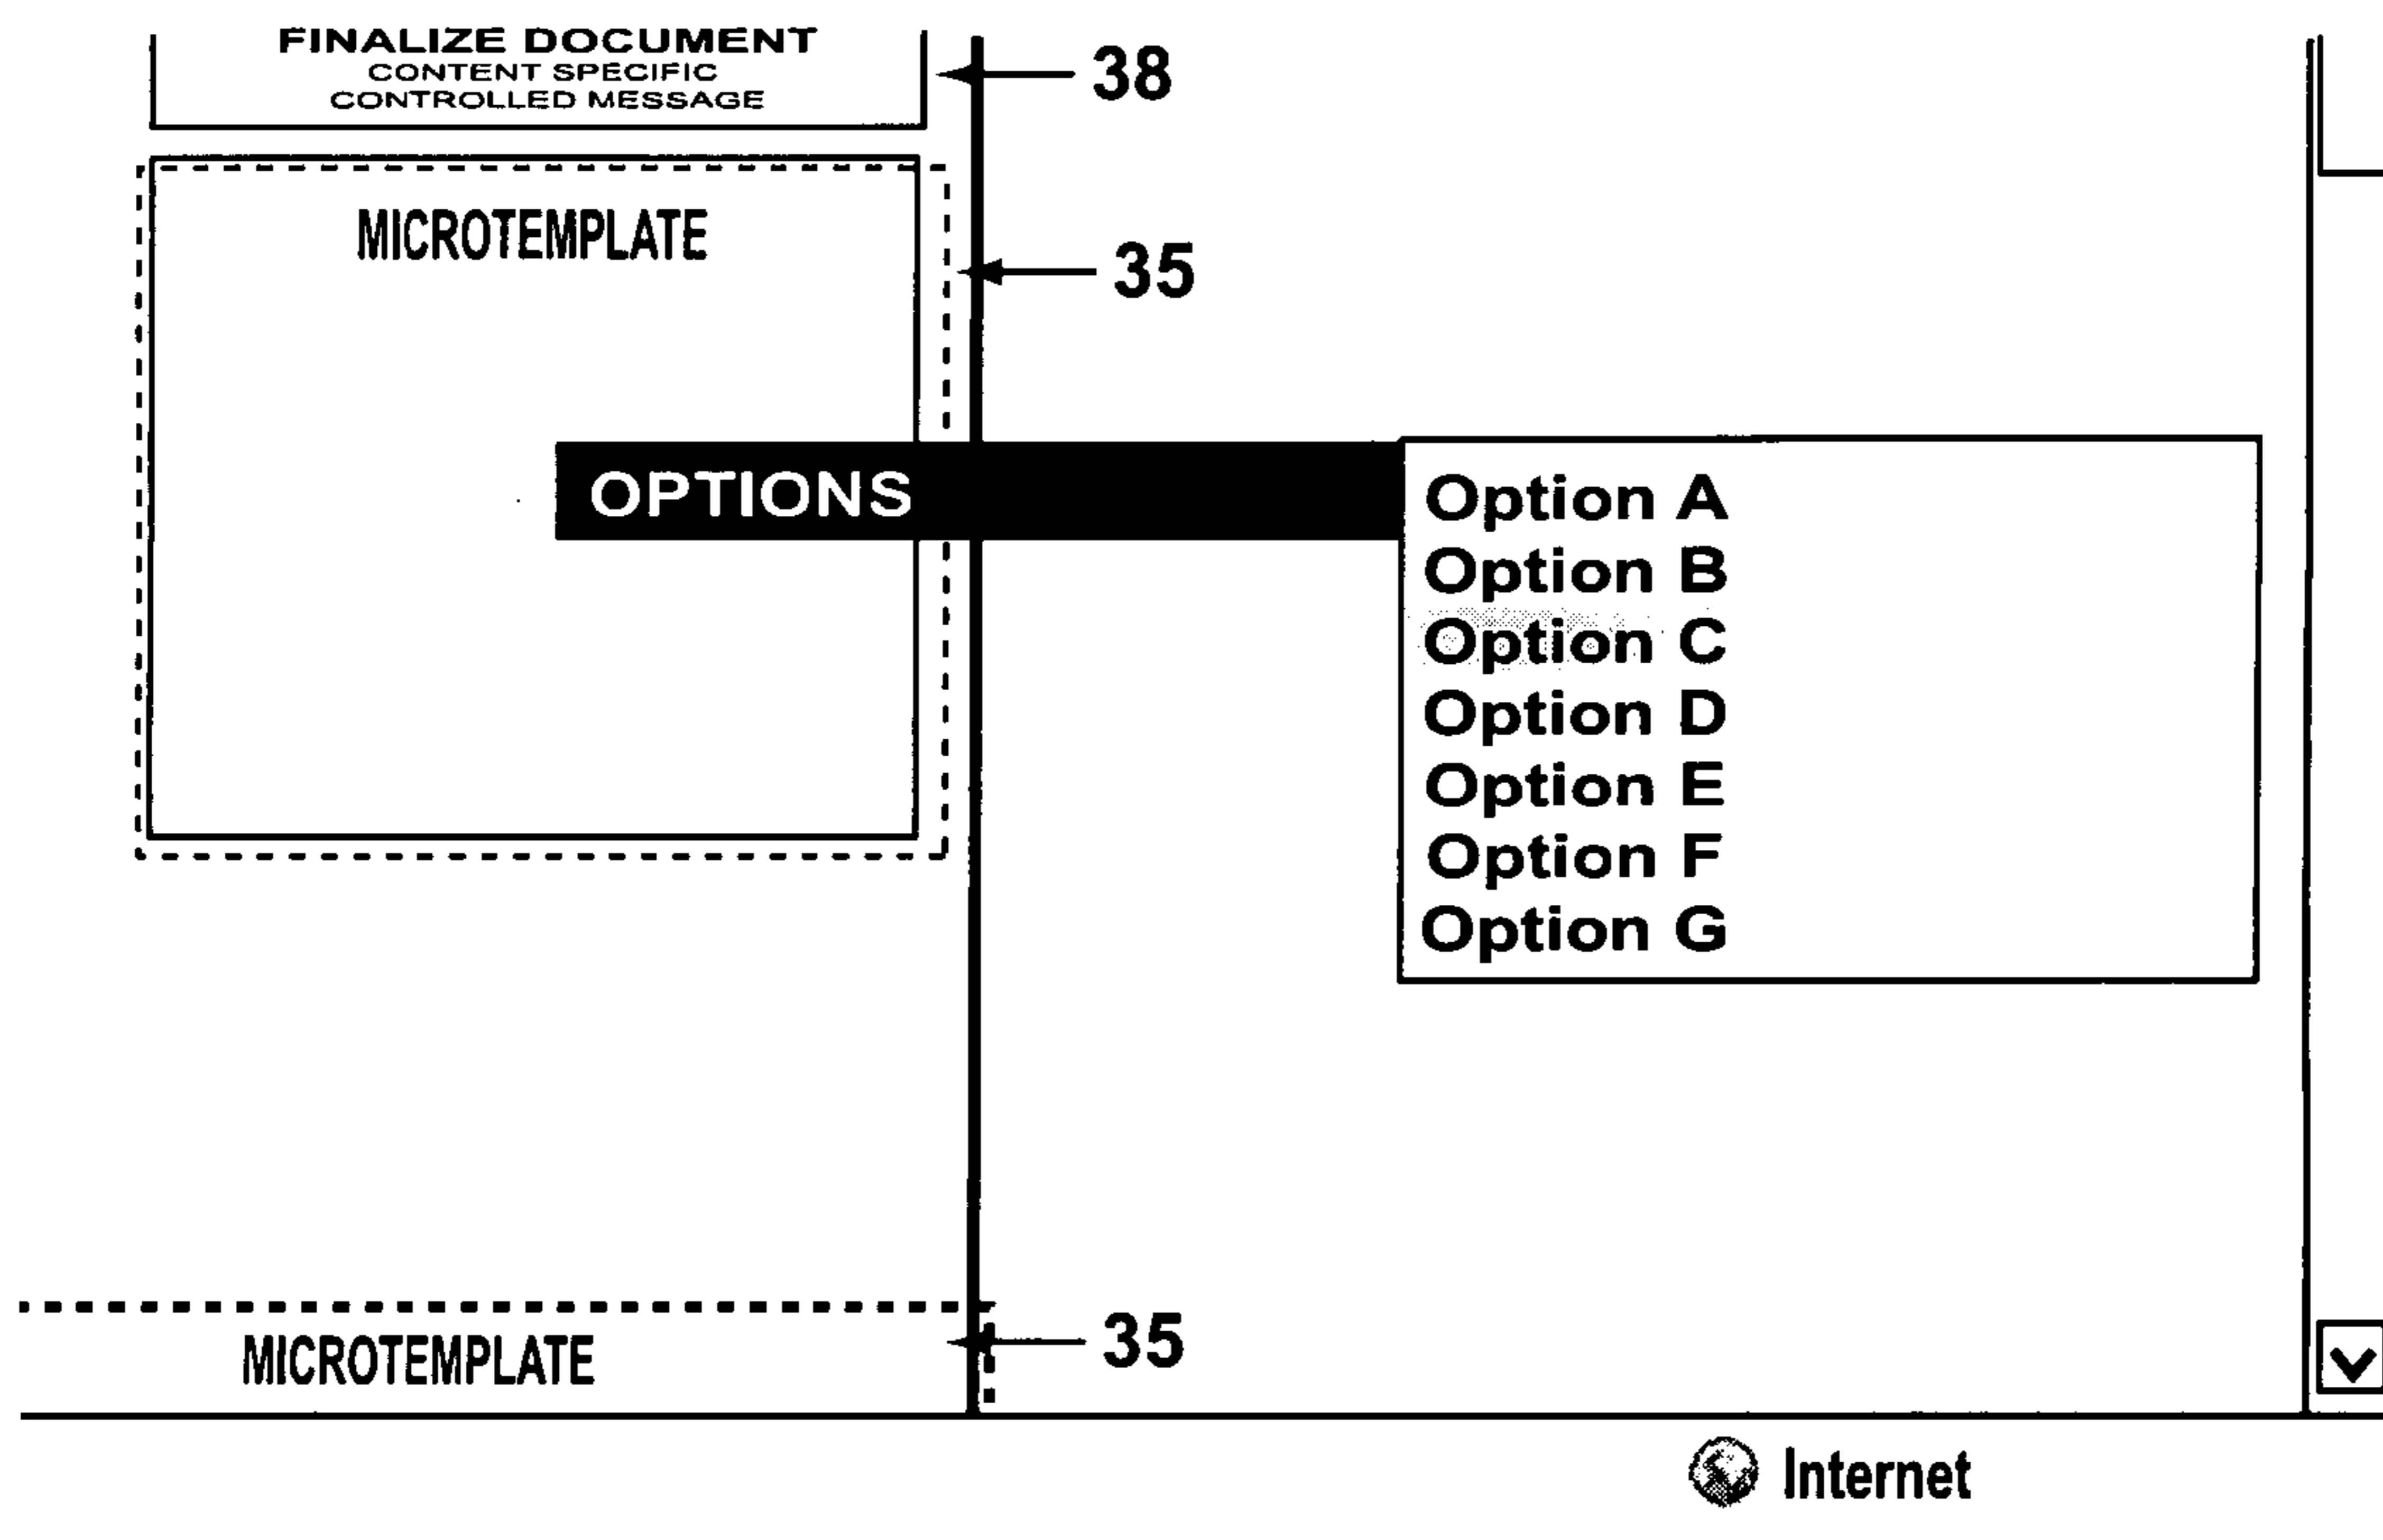 FINALIZE DOCUMENT
CONTENT SPECIFIC
CONTROLLED MESSAGE
38
MICROTEMPLATE
35
OPTIONS
Option A
Option B
Option C
Option D
Option E
Option F
Option G
MICROTEMPLATE
35
Internet